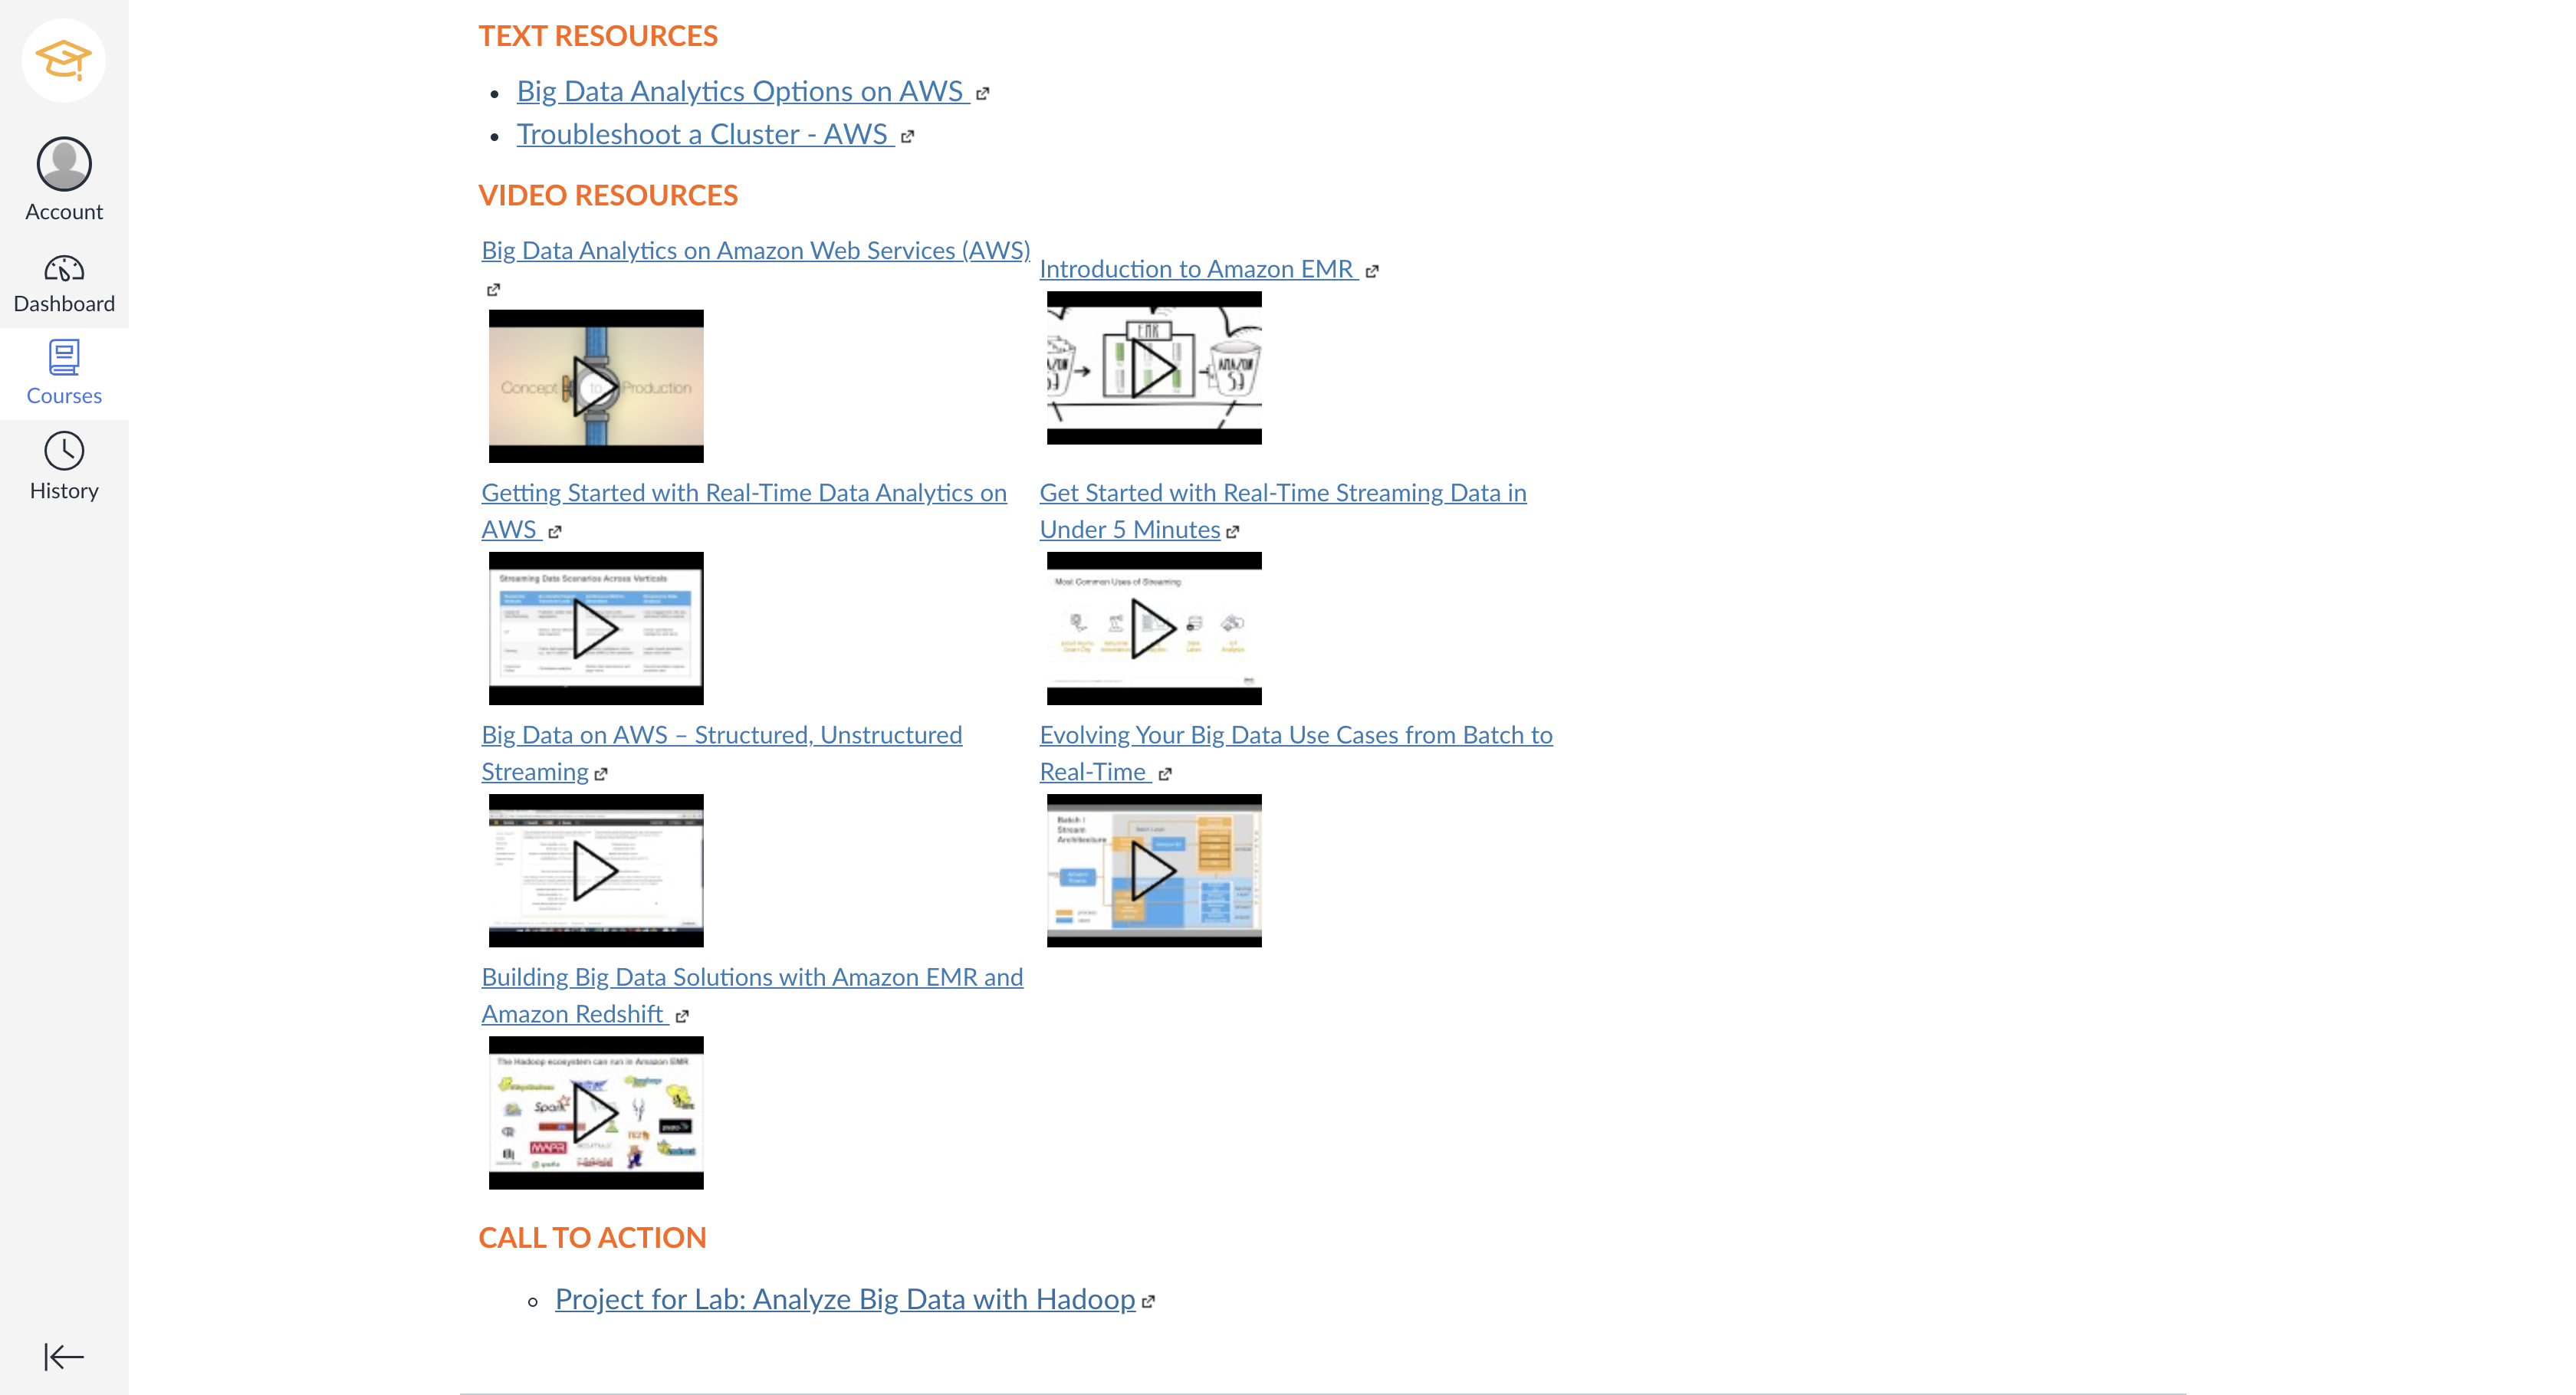 Account
Dashboard
Courses
History
TEXT RESOURCES
Big Data Analytics Options on AWS
Troubleshoot a Cluster - AWS
VIDEO RESOURCES
Big Data Analytics on Amazon Web Services (AWS)
Concept to Production
Introduction to Amazon EMR
EMR
AMAZON
S3
Getting Started with Real-Time Data Analytics on
AWS
Streaming Data Scenarios Across Verticals
Get Started with Real-Time Streaming Data in
Under 5 Minutes
Most Common Uses of Streaming
Big Data on AWS – Structured, Unstructured
Streaming
Evolving Your Big Data Use Cases from Batch to
Real-Time
Batch /
Stream
Architecture
Building Big Data Solutions with Amazon EMR and
Amazon Redshift
The Hadoop ecosystem can run in Amazon EMR
Spark
MAPR
CALL TO ACTION
Project for Lab: Analyze Big Data with Hadoop